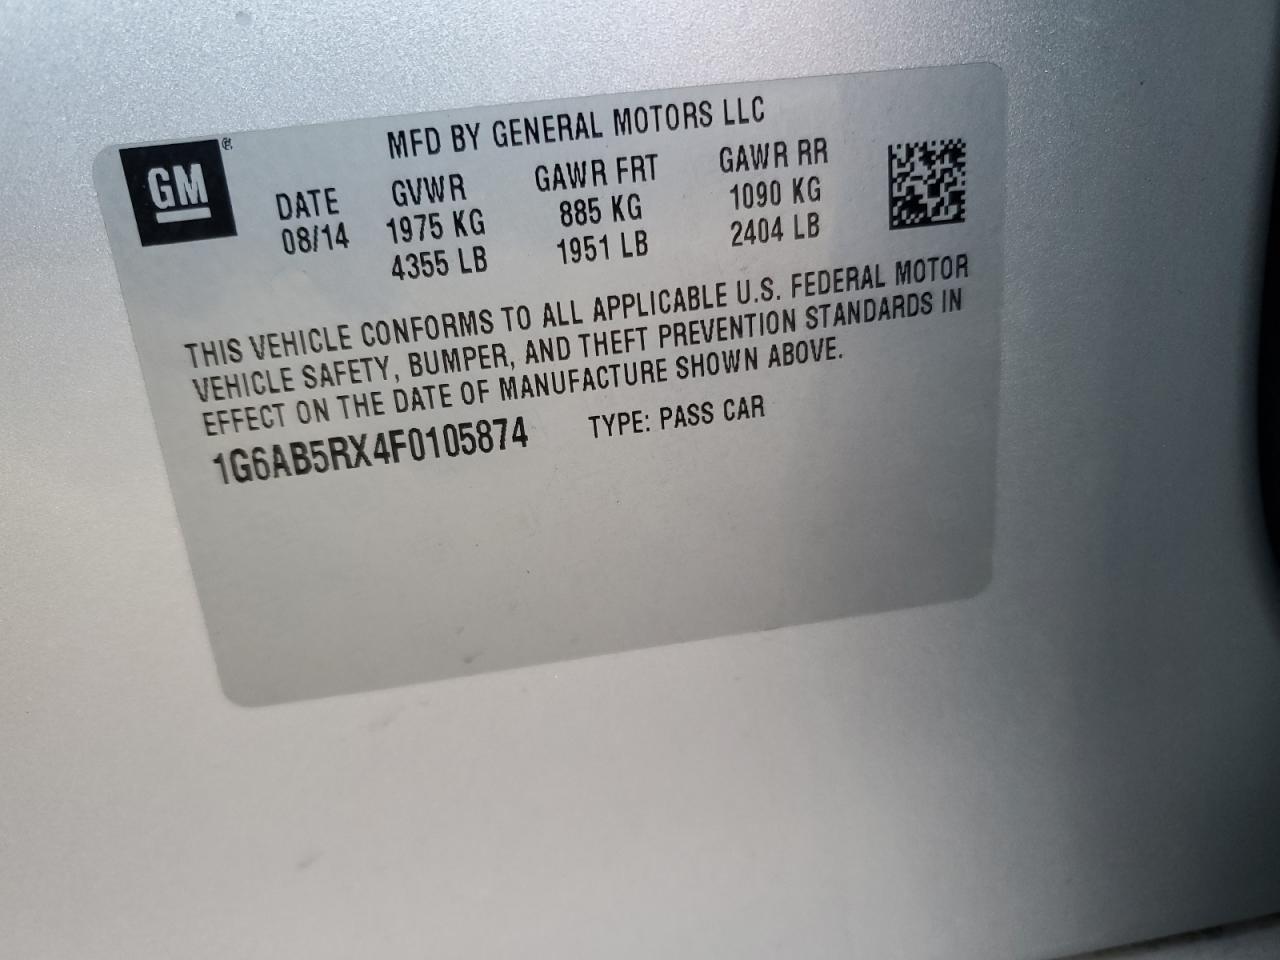 MFD BY GENERAL MOTORS LLC
GM ®
DATE GVWR GAWR FRT GAWR RR
08/14 1975 KG 885 KG 1090 KG
4355 LB 1951 LB 2404 LB
THIS VEHICLE CONFORMS TO ALL APPLICABLE U.S. FEDERAL MOTOR
VEHICLE SAFETY, BUMPER, AND THEFT PREVENTION STANDARDS IN
EFFECT ON THE DATE OF MANUFACTURE SHOWN ABOVE.
1G6AB5RX4F0105874 TYPE: PASS CAR